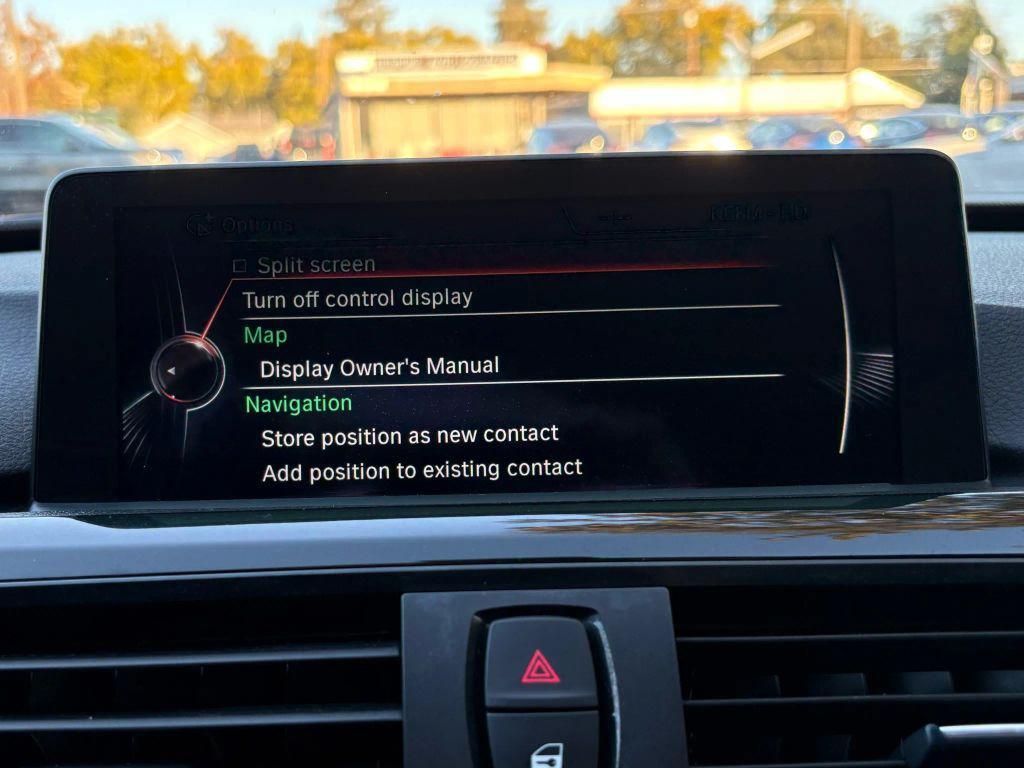 Options
Split screen
Turn off control display
Map
Display Owner's Manual
Navigation
Store position as new contact
Add position to existing contact